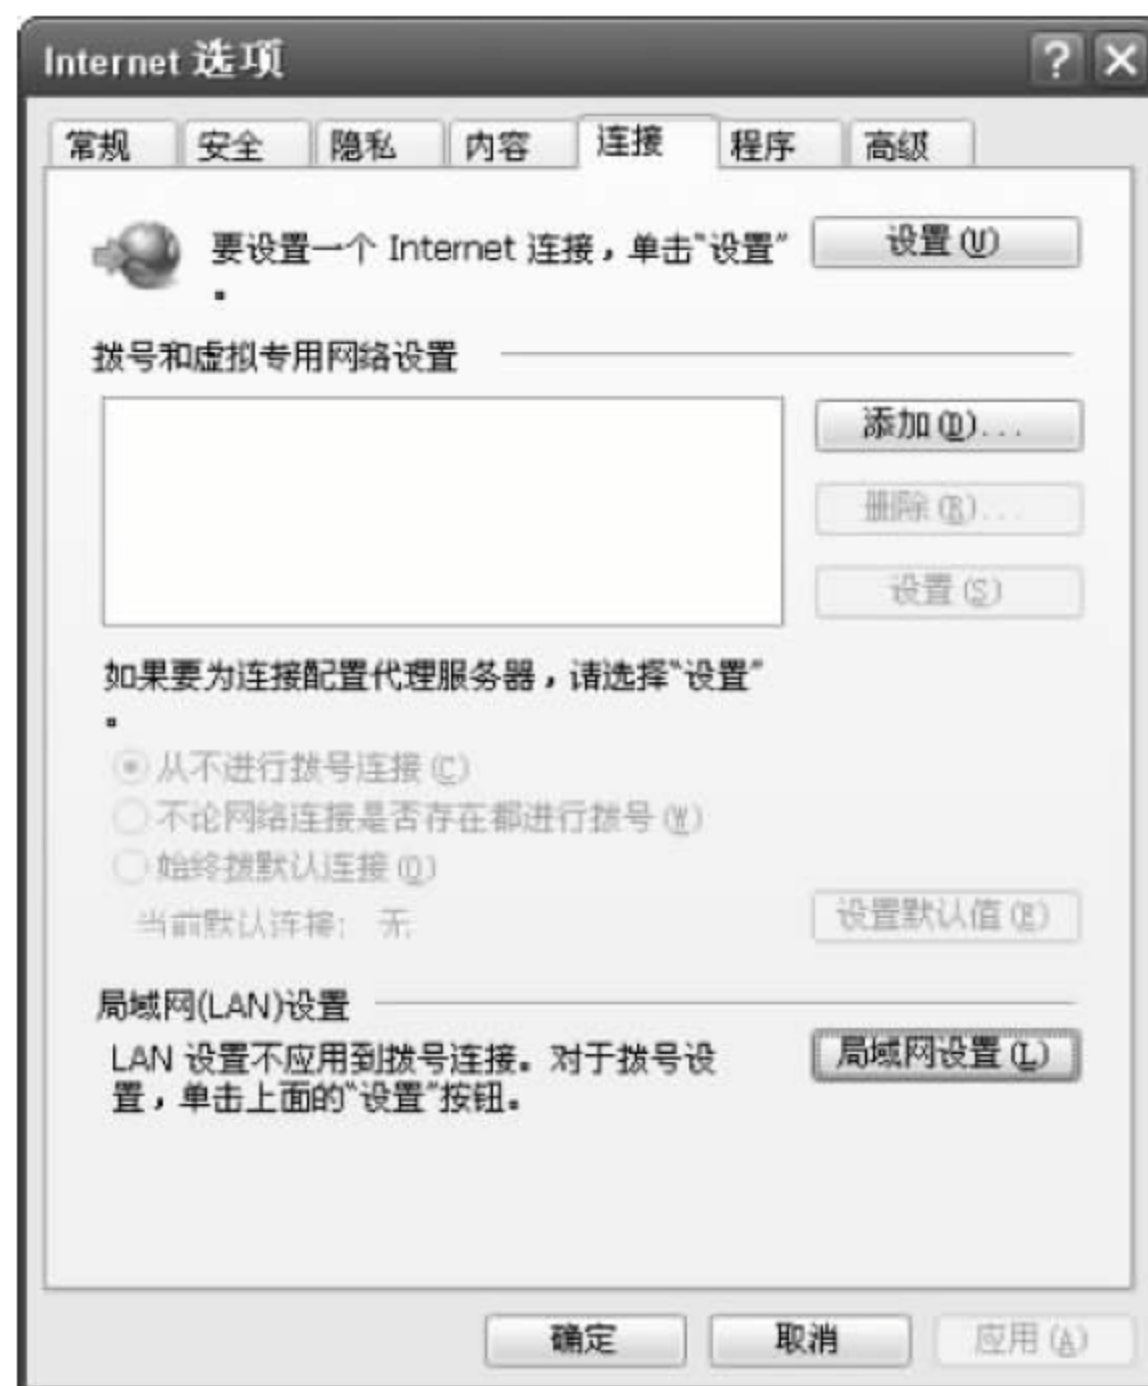 Internet 选项
常规 安全 隐私 内容 连接 程序 高级
要设置一个 Internet 连接，单击“设置”
。
设置(U)
拨号和虚拟专用网络设置
添加(D)...
删除(R)...
设置(S)
如果要为连接配置代理服务器，请选择“设置”
。
从不进行拨号连接(C)
不论网络连接是否存在都进行拨号(W)
始终拨默认连接(O)
当前默认连接： 无
设置默认值(E)
局域网(LAN)设置
LAN 设置不应用到拨号连接。对于拨号设
置，单击上面的“设置”按钮。
局域网设置(L)
确定 取消 应用(A)